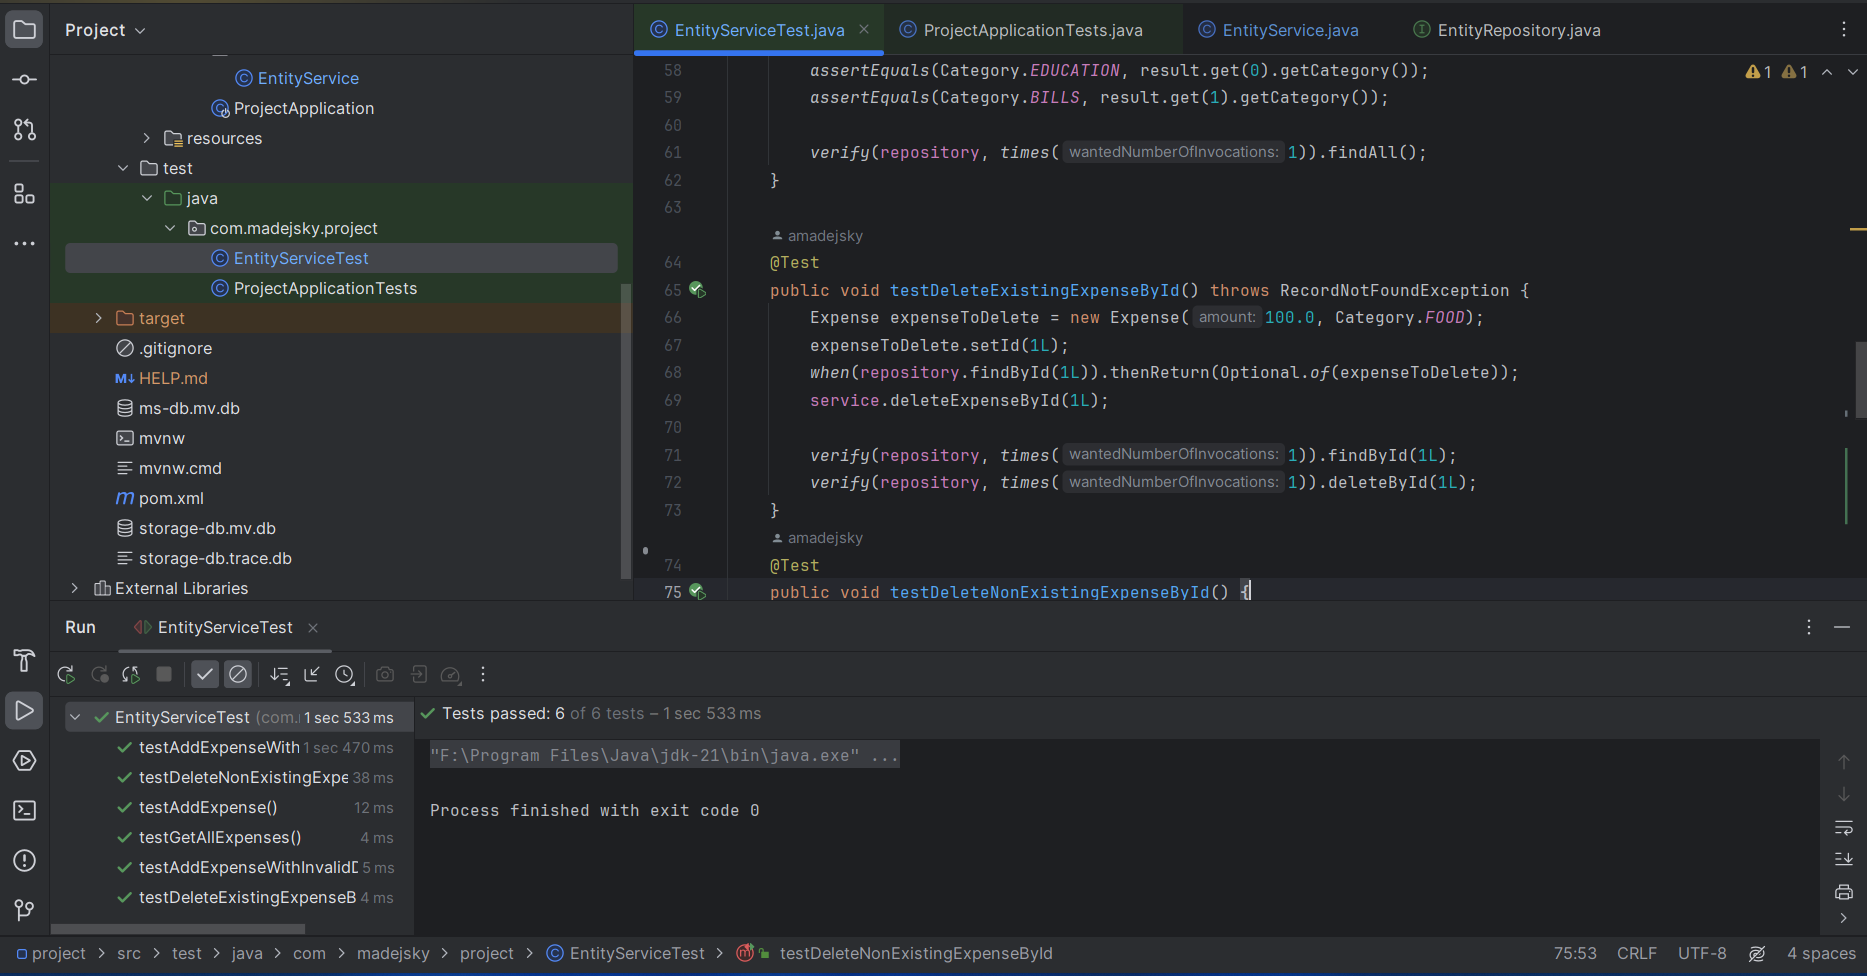 Project
EntityServiceTest.java
ProjectApplicationTests.java
EntityService.java
EntityRepository.java
EntityService
ProjectApplication
resources
test
java
com.madejsky.project
EntityServiceTest
ProjectApplicationTests
target
.gitignore
M↓ HELP.md
ms-db.mv.db
mvnw
mvnw.cmd
m pom.xml
storage-db.mv.db
storage-db.trace.db
External Libraries
58 assertEquals(Category.EDUCATION, result.get(0).getCategory());
1 1
59 assertEquals(Category.BILLS, result.get(1).getCategory());
60
61 verify(repository, times( wantedNumberOfInvocations: 1)).findAll();
62 }
63
amadejsky
64 @Test
65 public void testDeleteExistingExpenseById() throws RecordNotFoundException {
66 Expense expenseToDelete = new Expense( amount: 100.0, Category.FOOD);
67 expenseToDelete.setId(1L);
68 when(repository.findById(1L)).thenReturn(Optional.of(expenseToDelete));
69 service.deleteExpenseById(1L);
70
71 verify(repository, times( wantedNumberOfInvocations: 1)).findById(1L);
72 verify(repository, times( wantedNumberOfInvocations: 1)).deleteById(1L);
73 }
amadejsky
74 @Test
75 public void testDeleteNonExistingExpenseById() {
Run EntityServiceTest
EntityServiceTest (com. 1 sec 533 ms
testAddExpenseWith 1 sec 470 ms
testDeleteNonExistingExpe 38 ms
testAddExpense() 12 ms
testGetAllExpenses() 4 ms
testAddExpenseWithInvalidD 5 ms
testDeleteExistingExpenseB 4 ms
Tests passed: 6 of 6 tests – 1 sec 533 ms
"F:\Program Files\Java\jdk-21\bin\java.exe" ...
Process finished with exit code 0
project > src > test > java > com > madejsky > project > EntityServiceTest > testDeleteNonExistingExpenseById
75:53 CRLF UTF-8 4 spaces